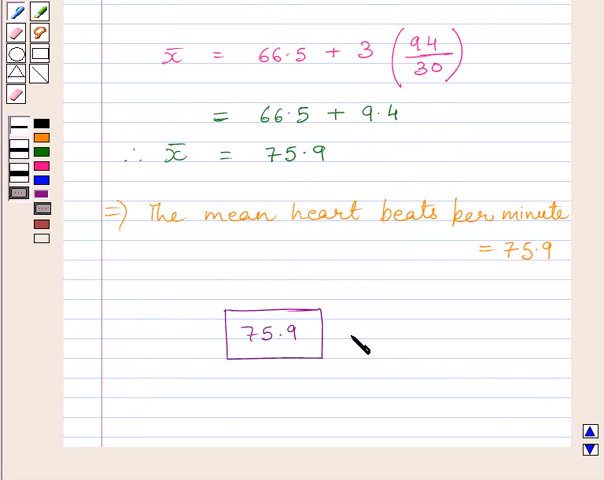 x̄ = 66.5 + 3 (94/30)
= 66.5 + 9.4
∴ x̄ = 75.9
=) The mean heart beats per minute
= 75.9
75.9